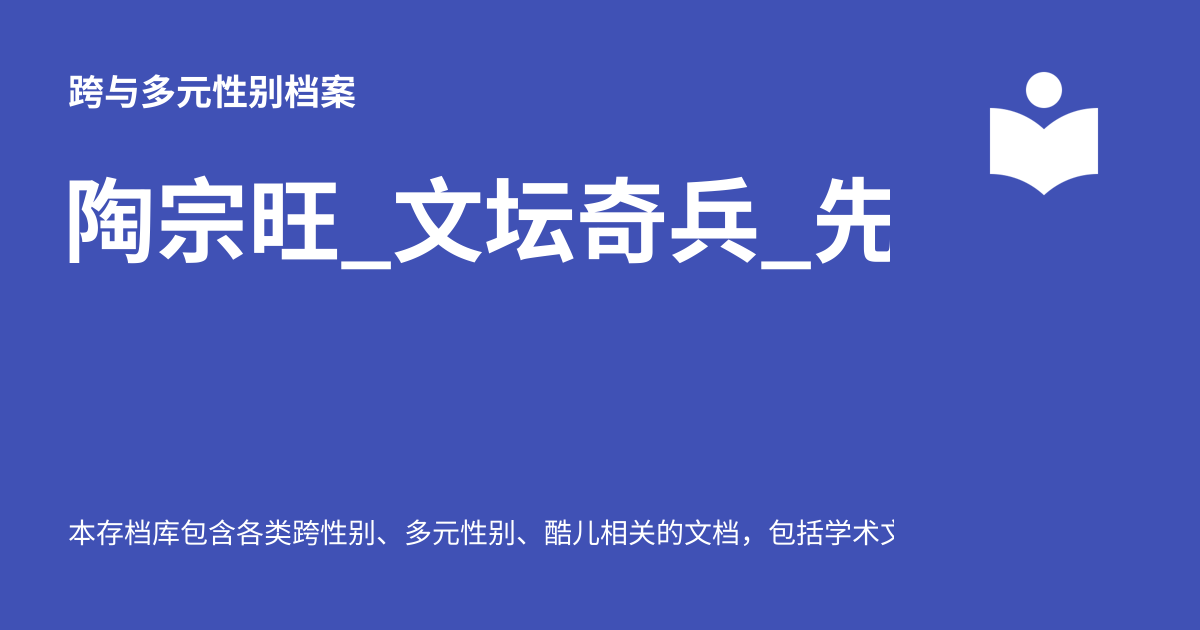 跨与多元性别档案
陶宗旺_文坛奇兵_先
本存档库包含各类跨性别、多元性别、酷儿相关的文档，包括学术文